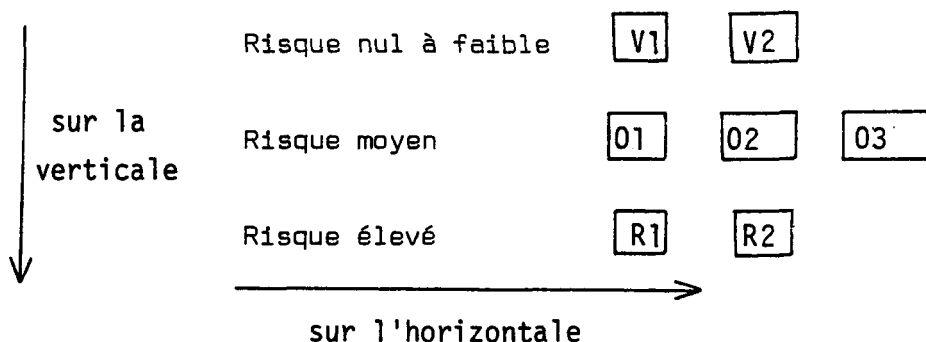 Risque nul à faible V1 V2
sur la
verticale
Risque moyen O1 O2 O3
Risque élevé R1 R2
sur l'horizontale